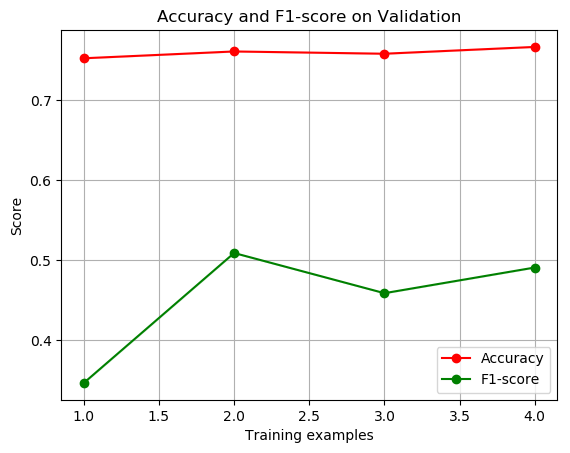 Accuracy and F1-score on Validation
Score
0.7
0.6
0.5
0.4
1.0 1.5 2.0 2.5 3.0 3.5 4.0
Training examples
Accuracy
F1-score